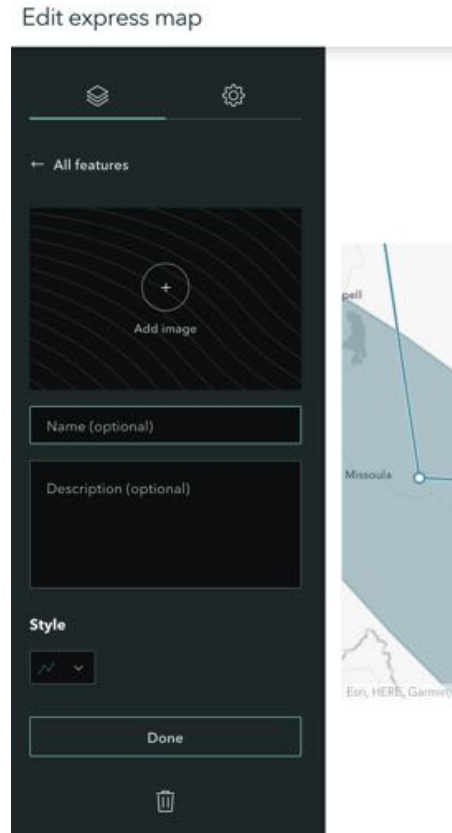 Edit express map
← All features
Add image
Name (optional)
Description (optional)
Style
Done
pell
Missoula
Esri, HERE, Garmin,